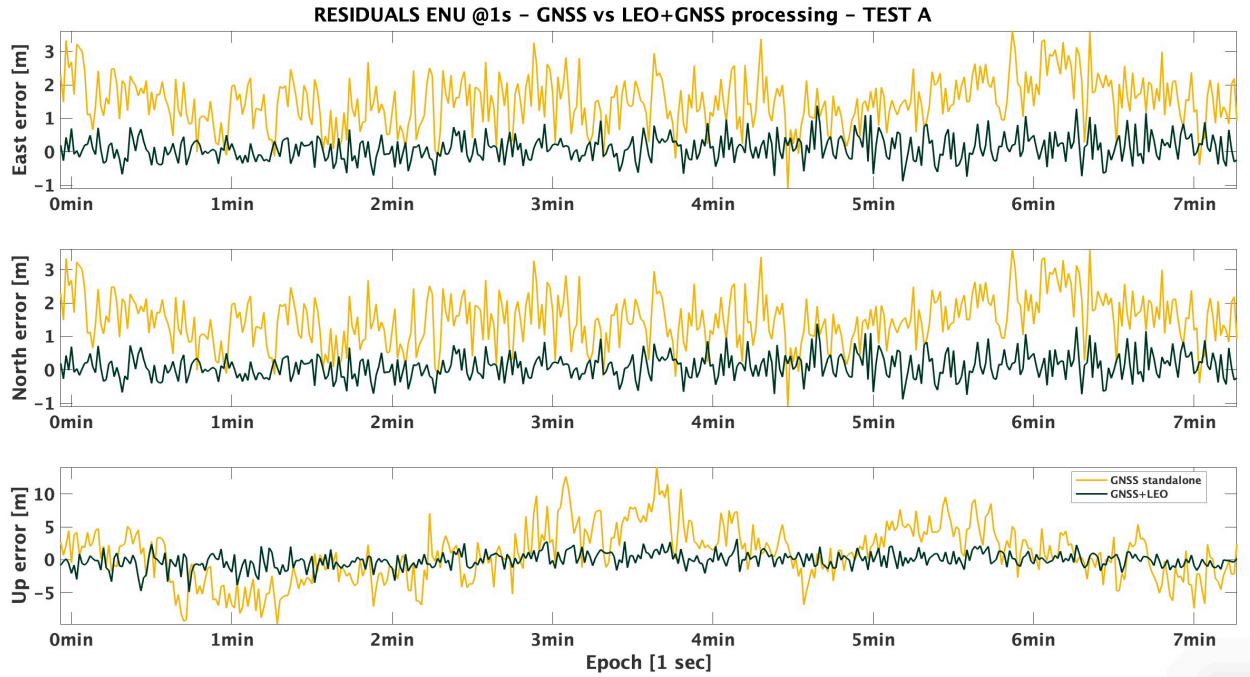 RESIDUALS ENU @1s - GNSS vs LEO+GNSS processing - TEST A
East error [m]
3
2
1
0
-1
0min 1min 2min 3min 4min 5min 6min 7min
North error [m]
3
2
1
0
-1
0min 1min 2min 3min 4min 5min 6min 7min
Up error [m]
10
5
0
-5
GNSS standalone
GNSS+LEO
0min 1min 2min 3min 4min 5min 6min 7min
Epoch [1 sec]